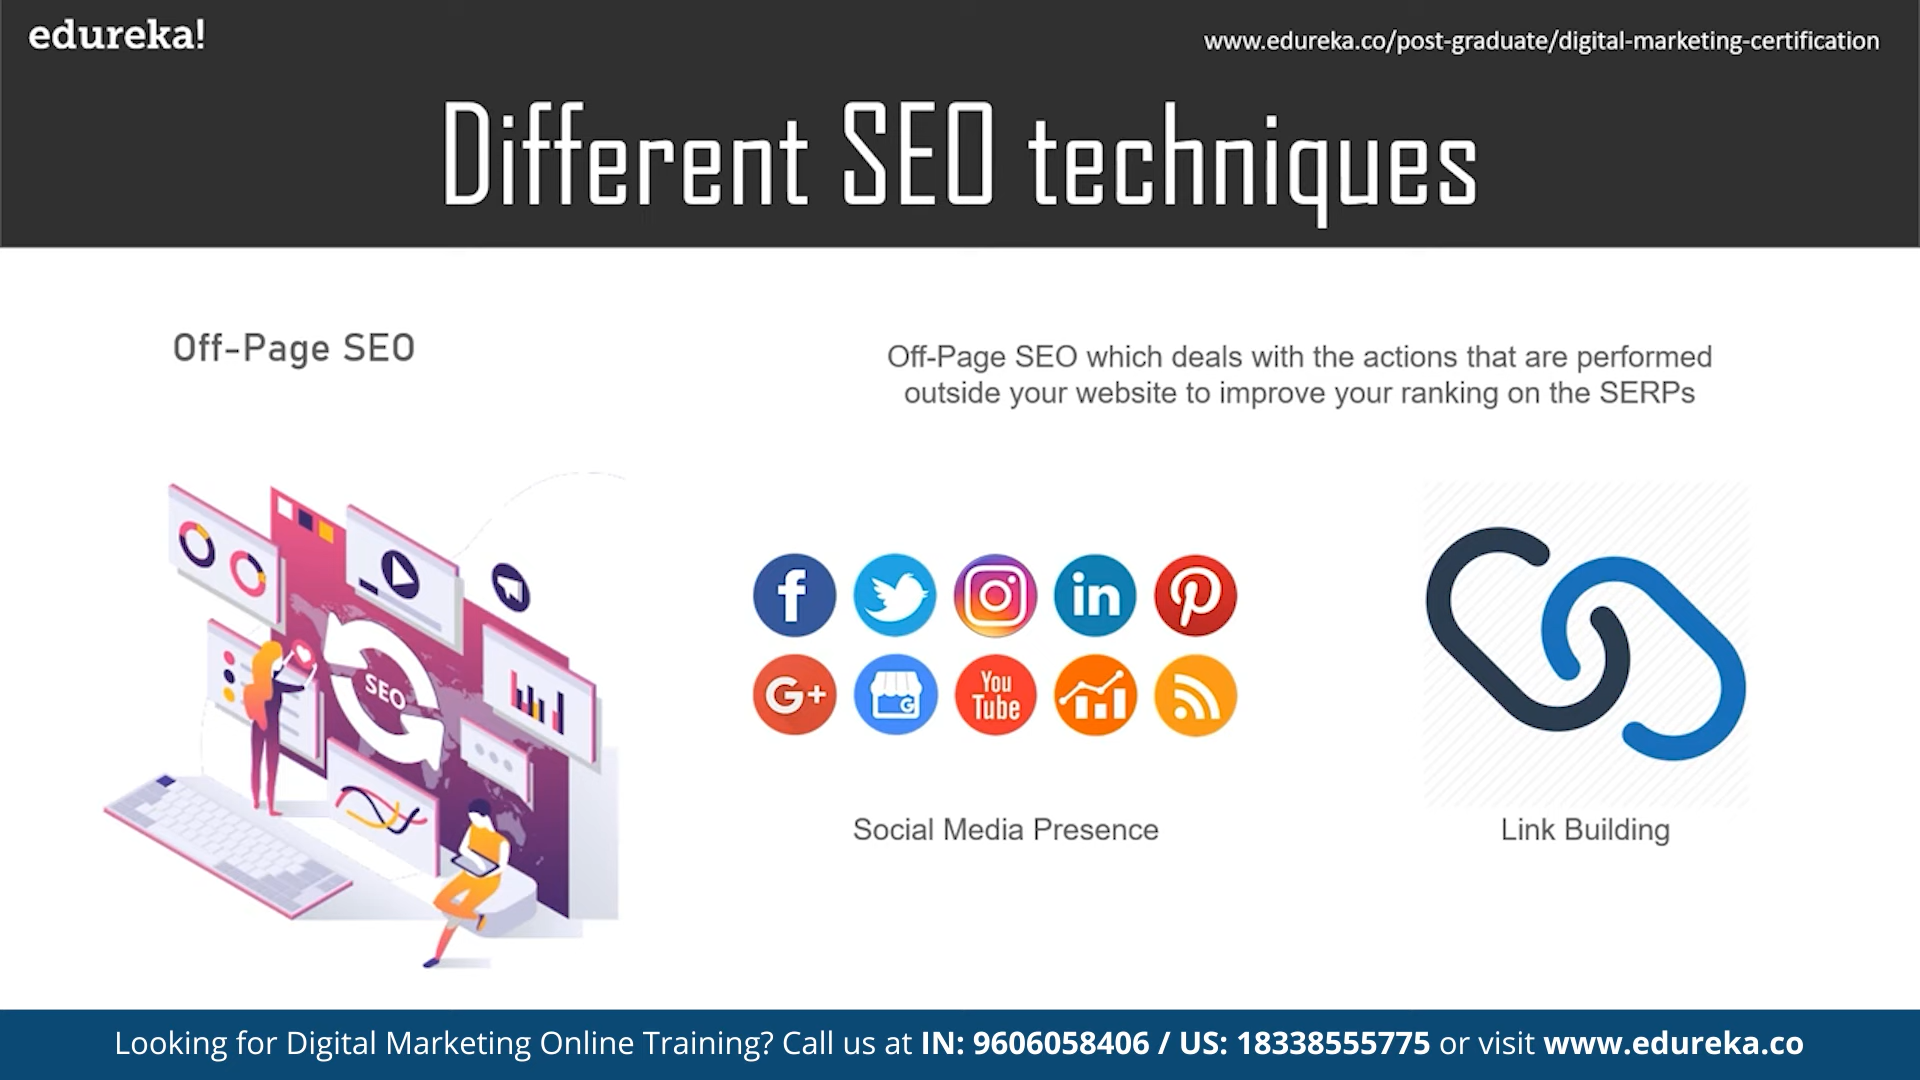 edureka!
www.edureka.co/post-graduate/digital-marketing-certification
Different SEO techniques
Off-Page SEO
Off-Page SEO which deals with the actions that are performed
outside your website to improve your ranking on the SERPs
SEO
f
in
G+
G
You
Tube
Social Media Presence
Link Building
Looking for Digital Marketing Online Training? Call us at IN: 9606058406 / US: 18338555775 or visit www.edureka.co